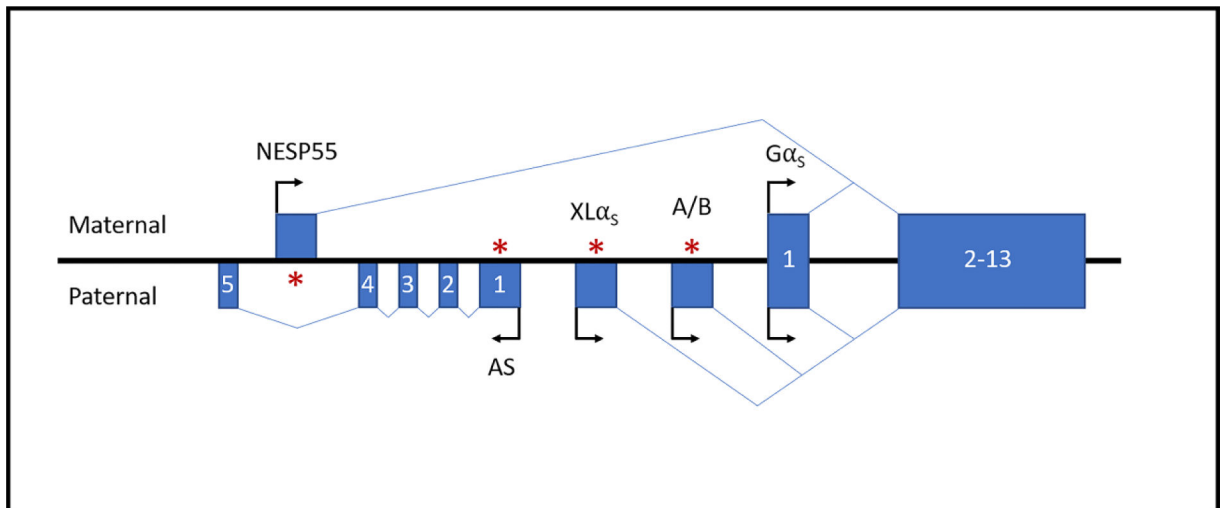 NESP55
Gαs
XLαs
A/B
Maternal
* * *
1
2-13
Paternal
5
*
4
3
2
1
AS